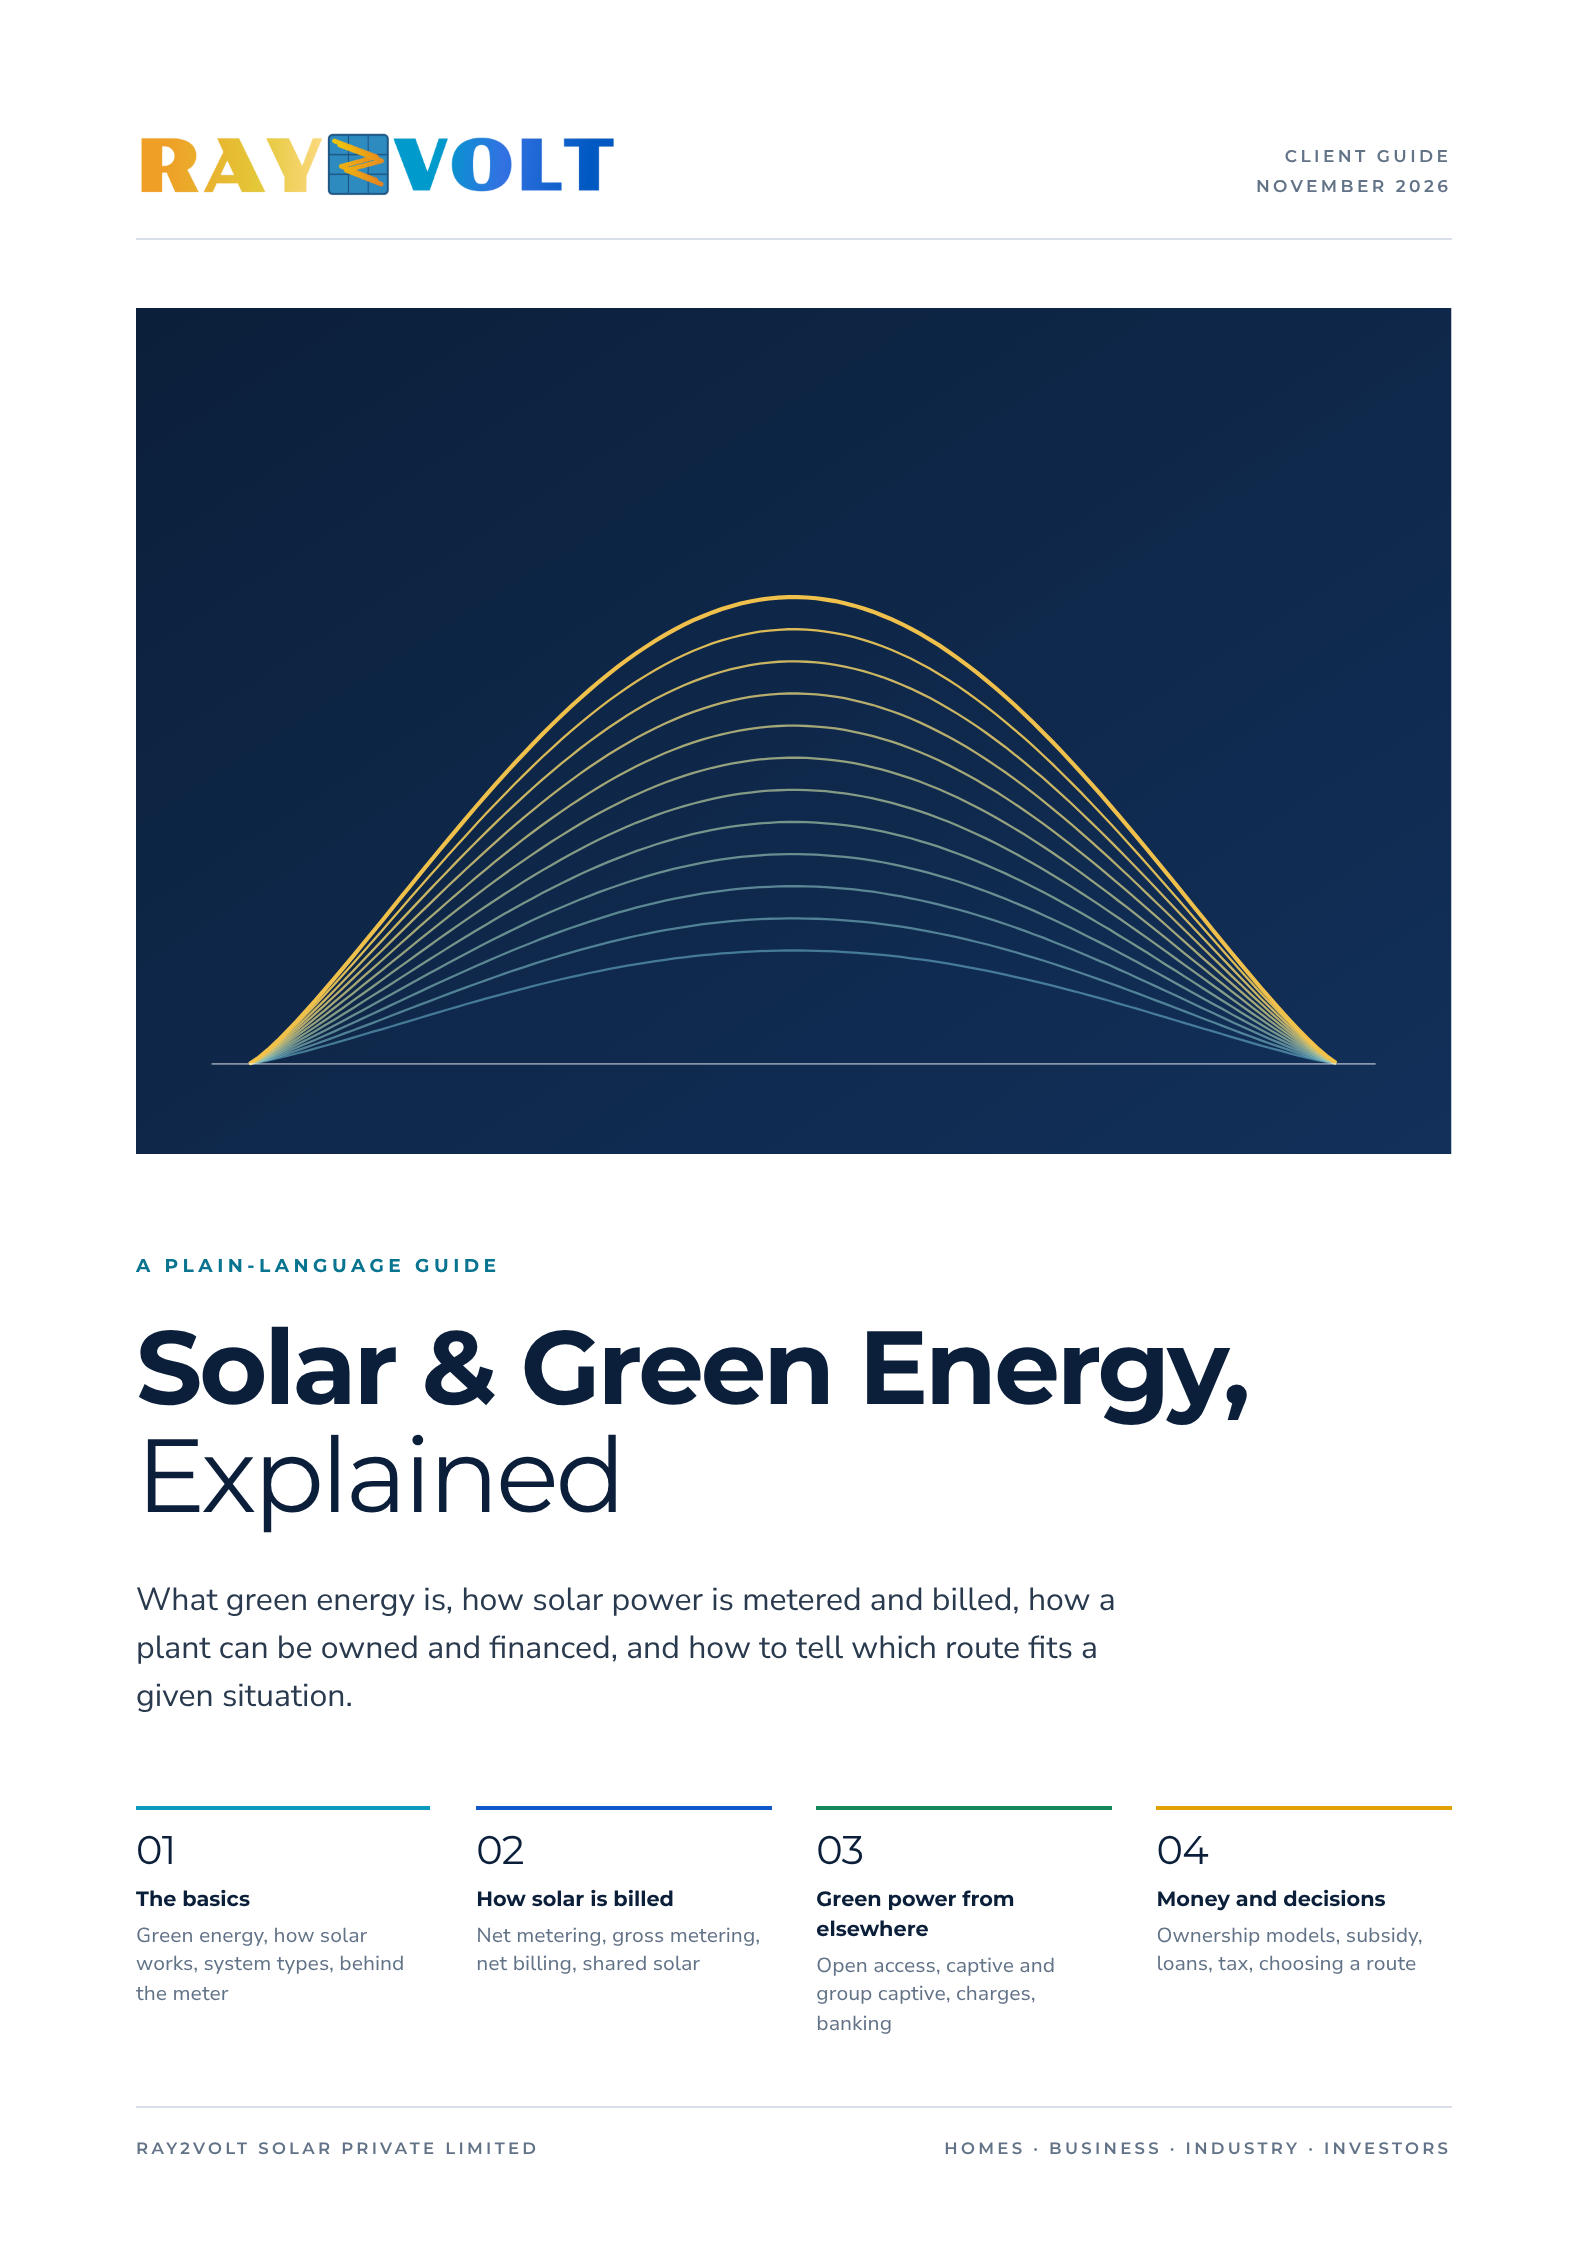 RAY2VOLT
CLIENT GUIDE
NOVEMBER 2026
A PLAIN-LANGUAGE GUIDE
Solar & Green Energy,
Explained
What green energy is, how solar power is metered and billed, how a
plant can be owned and financed, and how to tell which route fits a
given situation.
01
The basics
Green energy, how solar
works, system types, behind
the meter
02
How solar is billed
Net metering, gross metering,
net billing, shared solar
03
Green power from
elsewhere
Open access, captive and
group captive, charges,
banking
04
Money and decisions
Ownership models, subsidy,
loans, tax, choosing a route
RAY2VOLT SOLAR PRIVATE LIMITED
HOMES · BUSINESS · INDUSTRY · INVESTORS